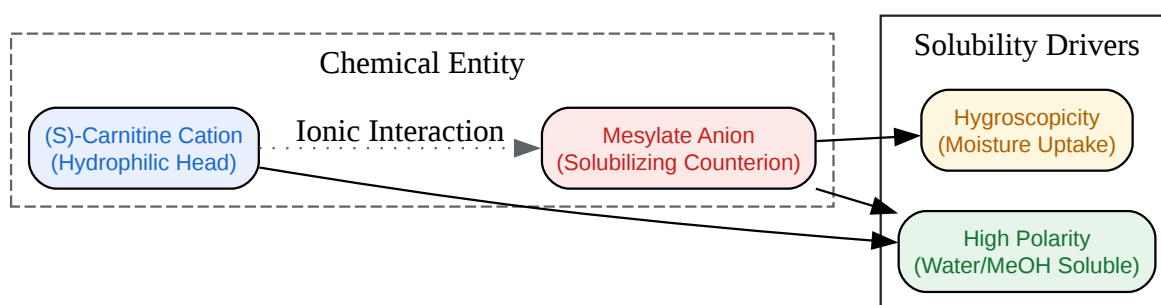 Solubility Drivers
Chemical Entity
(S)-Carnitine Cation
(Hydrophilic Head)
Ionic Interaction
Mesylate Anion
(Solubilizing Counterion)
Hygroscopicity
(Moisture Uptake)
High Polarity
(Water/MeOH Soluble)